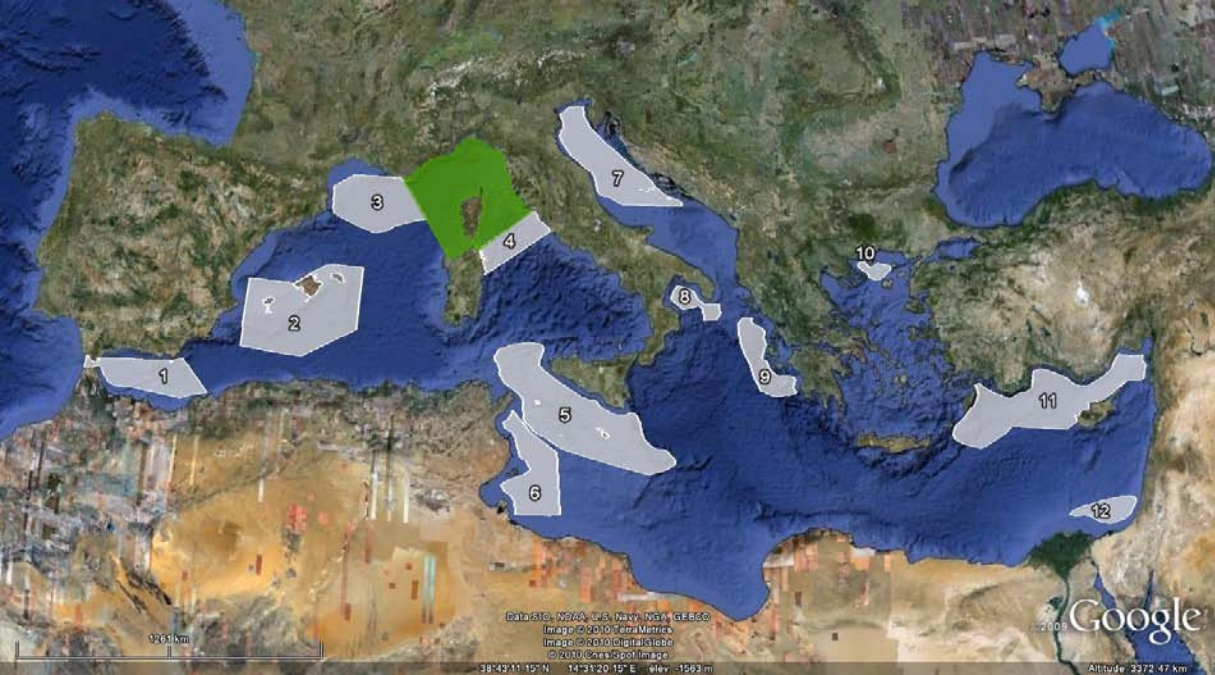 10
7
3
4
8
2
9
1
11
5
6
12
Data SIO, NOAA, U.S. Navy, NGA, GEBCO
Image © 2010 TerraMetrics
Image © 2010 DigitalGlobe
© 2010 Cnes/Spot Image
©2009 Google
1261 km
38°43'11.15" N 14°31'20.15" E élév. -1563 m
Altitude 3372.47 km